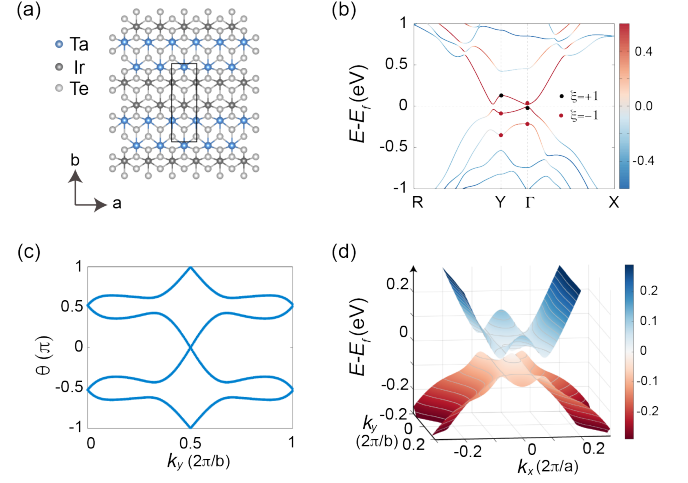 (a)
Ta
Ir
Te
b
a
(b)
E-E_f (eV)
1
0.5
0
-0.5
-1
R
Y
Γ
X
ξ=+1
ξ=−1
0.4
0.0
-0.4
(c)
θ (π)
1
0.5
0
-0.5
-1
0
0.5
1
k_y (2π/b)
(d)
E-E_f (eV)
0.2
0
-0.2
-0.2
0
0.2
k_y
(2π/b)
-0.2
0
0.2
k_x (2π/a)
0.2
0.1
0
-0.1
-0.2